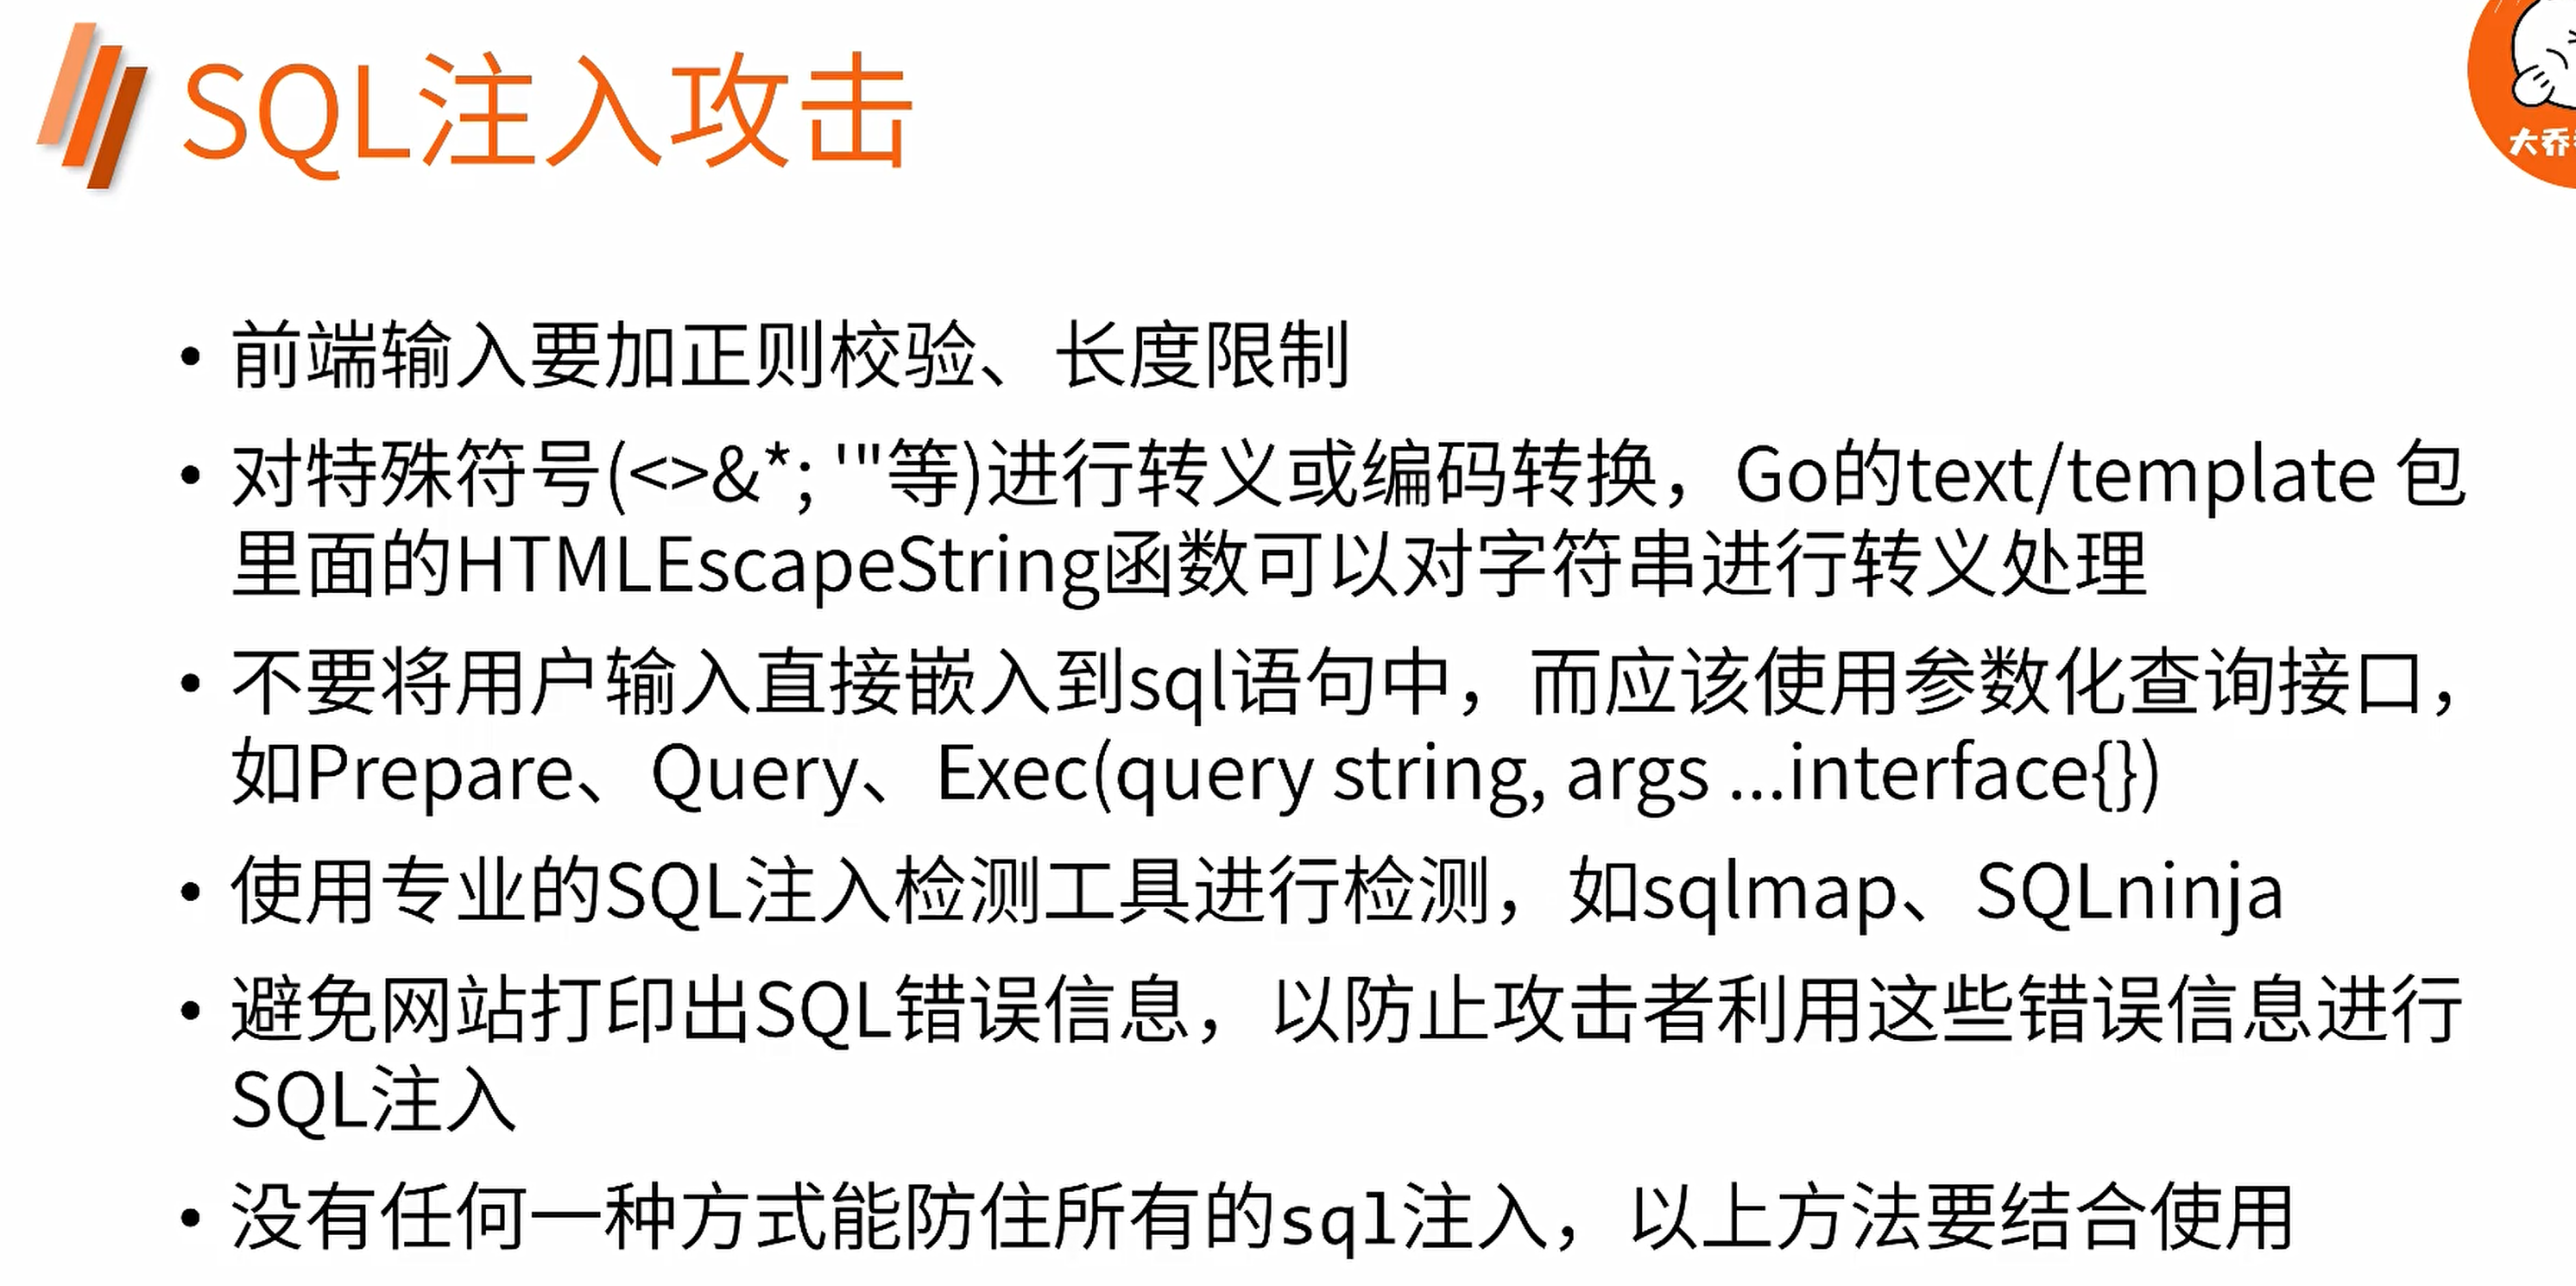 SQL注入攻击
大乔
• 前端输入要加正则校验、长度限制
• 对特殊符号(<>&*; '"等)进行转义或编码转换，Go的text/template 包
里面的HTMLEscapeString函数可以对字符串进行转义处理
• 不要将用户输入直接嵌入到sql语句中，而应该使用参数化查询接口，
如Prepare、Query、Exec(query string, args ...interface{})
• 使用专业的SQL注入检测工具进行检测，如sqlmap、SQLninja
• 避免网站打印出SQL错误信息，以防止攻击者利用这些错误信息进行
SQL注入
• 没有任何一种方式能防住所有的sql注入，以上方法要结合使用